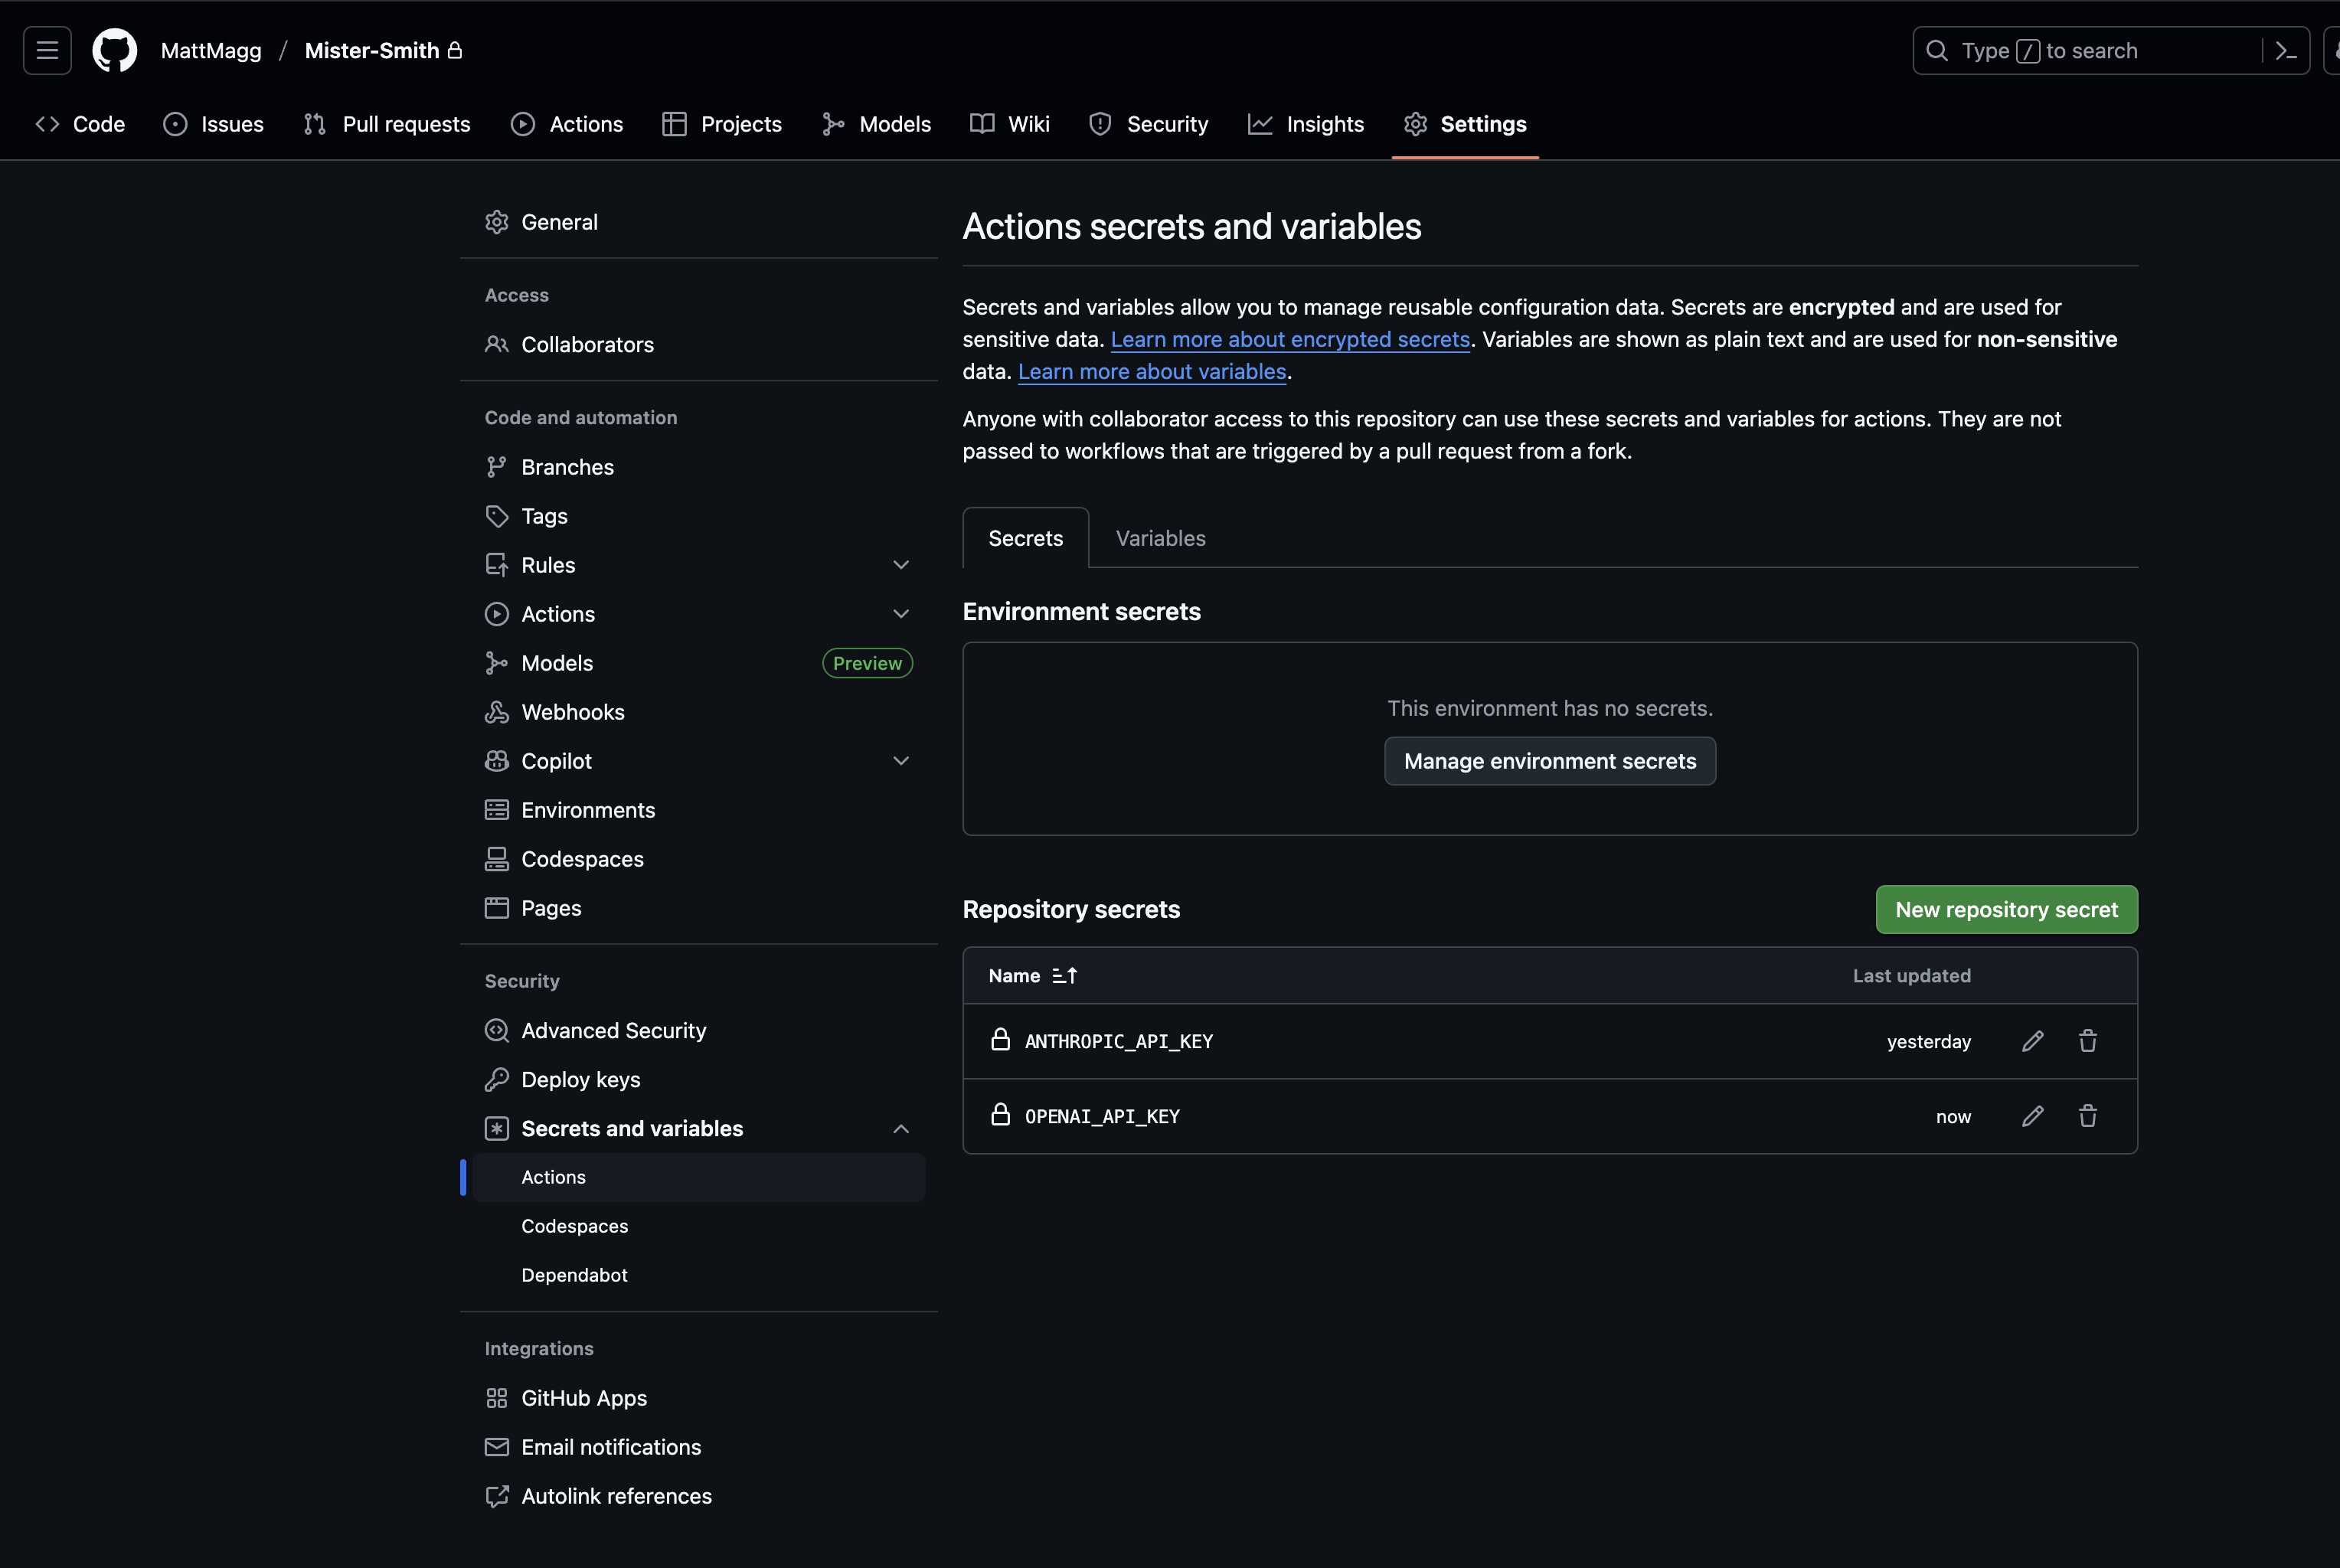 MattMagg / Mister-Smith
Type / to search
Code Issues Pull requests Actions Projects Models Wiki Security Insights Settings
General
Access
Collaborators
Code and automation
Branches
Tags
Rules
Actions
Models Preview
Webhooks
Copilot
Environments
Codespaces
Pages
Security
Advanced Security
Deploy keys
Secrets and variables
Actions
Codespaces
Dependabot
Integrations
GitHub Apps
Email notifications
Autolink references
Actions secrets and variables
Secrets and variables allow you to manage reusable configuration data. Secrets are encrypted and are used for
sensitive data. Learn more about encrypted secrets. Variables are shown as plain text and are used for non-sensitive
data. Learn more about variables.
Anyone with collaborator access to this repository can use these secrets and variables for actions. They are not
passed to workflows that are triggered by a pull request from a fork.
Secrets Variables
Environment secrets
This environment has no secrets.
Manage environment secrets
Repository secrets New repository secret
Name Last updated
ANTHROPIC_API_KEY yesterday
OPENAI_API_KEY now